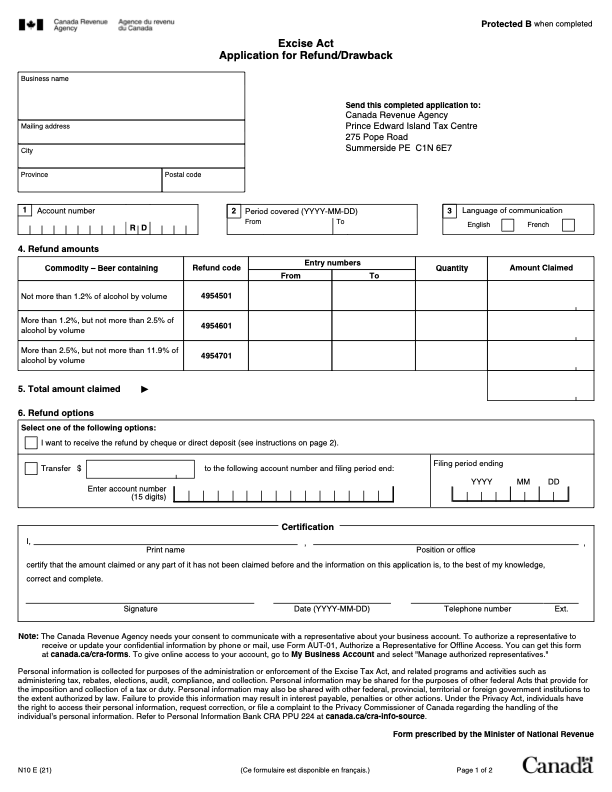 Canada Revenue Agence du revenu
Agency du Canada
Protected B when completed
Excise Act
Application for Refund/Drawback
Business name
Mailing address
City
Province Postal code
Send this completed application to:
Canada Revenue Agency
Prince Edward Island Tax Centre
275 Pope Road
Summerside PE C1N 6E7
1 Account number
R D
2 Period covered (YYYY-MM-DD)
From To
3 Language of communication
English French
4. Refund amounts
Commodity – Beer containing Refund code Entry numbers Quantity Amount Claimed
From To
Not more than 1.2% of alcohol by volume 4954501
More than 1.2%, but not more than 2.5% of
alcohol by volume 4954601
More than 2.5%, but not more than 11.9% of
alcohol by volume 4954701
5. Total amount claimed ►
6. Refund options
Select one of the following options:
I want to receive the refund by cheque or direct deposit (see instructions on page 2).
Transfer $ to the following account number and filing period end:
Enter account number
(15 digits)
Filing period ending
YYYY MM DD
Certification
I, , ,
Print name Position or office
certify that the amount claimed or any part of it has not been claimed before and the information on this application is, to the best of my knowledge,
correct and complete.
Signature Date (YYYY-MM-DD) Telephone number Ext.
Note: The Canada Revenue Agency needs your consent to communicate with a representative about your business account. To authorize a representative to
receive or update your confidential information by phone or mail, use Form AUT-01, Authorize a Representative for Offline Access. You can get this form
at canada.ca/cra-forms. To give online access to your account, go to My Business Account and select "Manage authorized representatives."
Personal information is collected for purposes of the administration or enforcement of the Excise Tax Act, and related programs and activities such as
administering tax, rebates, elections, audit, compliance, and collection. Personal information may be shared for the purposes of other federal Acts that provide for
the imposition and collection of a tax or duty. Personal information may also be shared with other federal, provincial, territorial or foreign government institutions to
the extent authorized by law. Failure to provide this information may result in interest payable, penalties or other actions. Under the Privacy Act, individuals have
the right to access their personal information, request correction, or file a complaint to the Privacy Commissioner of Canada regarding the handling of the
individual's personal information. Refer to Personal Information Bank CRA PPU 224 at canada.ca/cra-info-source.
Form prescribed by the Minister of National Revenue
N10 E (21) (Ce formulaire est disponible en français.) Page 1 of 2 Canada